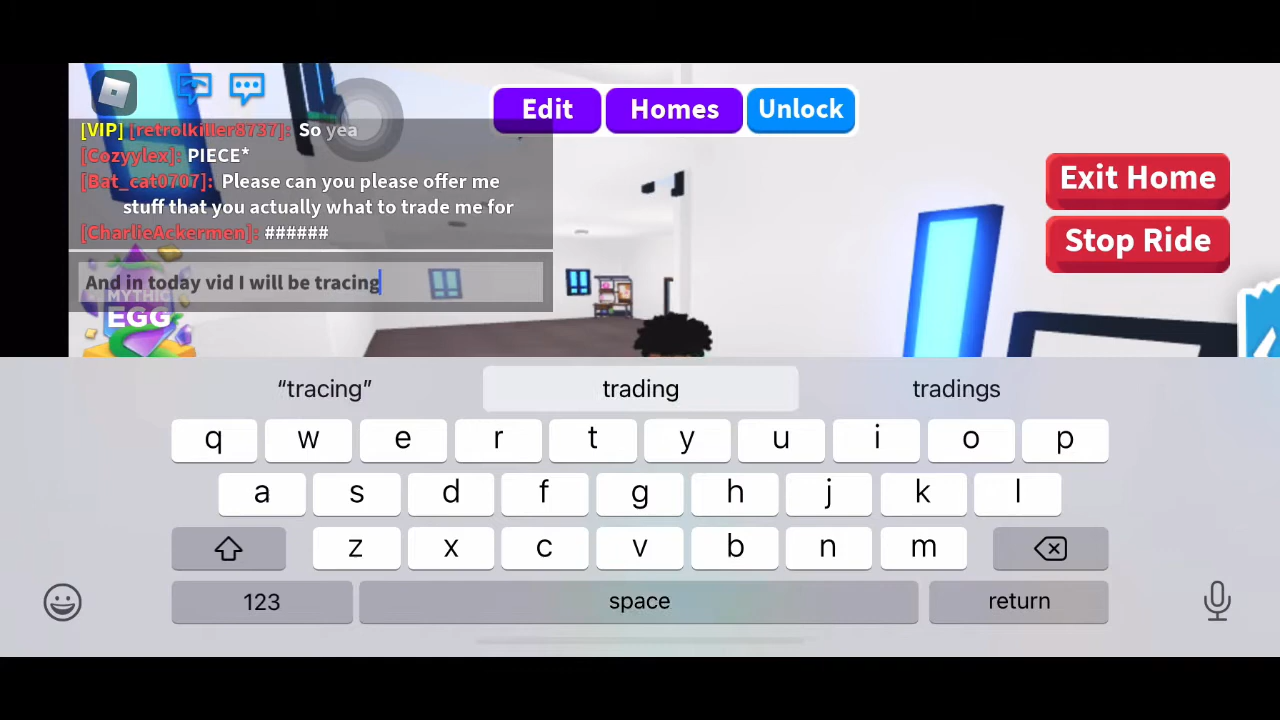 Edit
Homes
Unlock
[VIP] [retrolkiller8737]: So yea
[Cozyylex]: PIECE*
[Bat_cat0707]: Please can you please offer me
stuff that you actually what to trade me for
[CharlieAckermen]: ######
And in today vid I will be tracing
MYTHIC
EGG
Exit Home
Stop Ride
“tracing”
trading
tradings
q w e r t y u i o p
a s d f g h j k l
z x c v b n m
123
space
return